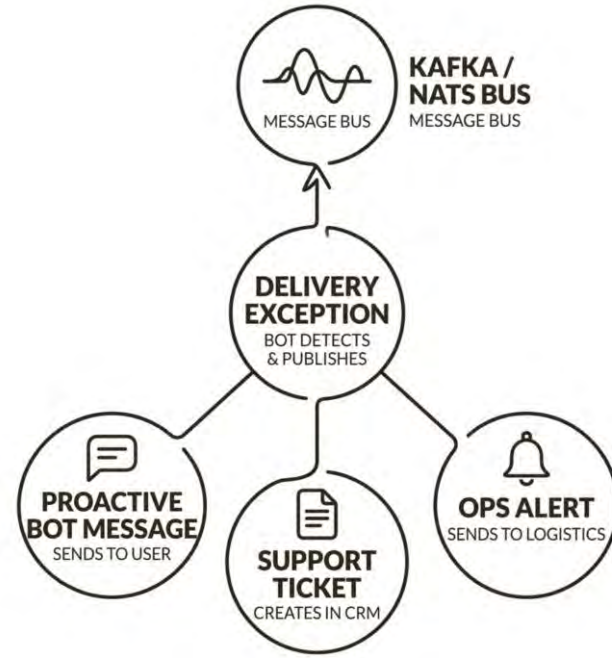 MESSAGE BUS
KAFKA /
NATS BUS
MESSAGE BUS
DELIVERY
EXCEPTION
BOT DETECTS
& PUBLISHES
PROACTIVE
BOT MESSAGE
SENDS TO USER
SUPPORT
TICKET
CREATES IN CRM
OPS ALERT
SENDS TO LOGISTICS